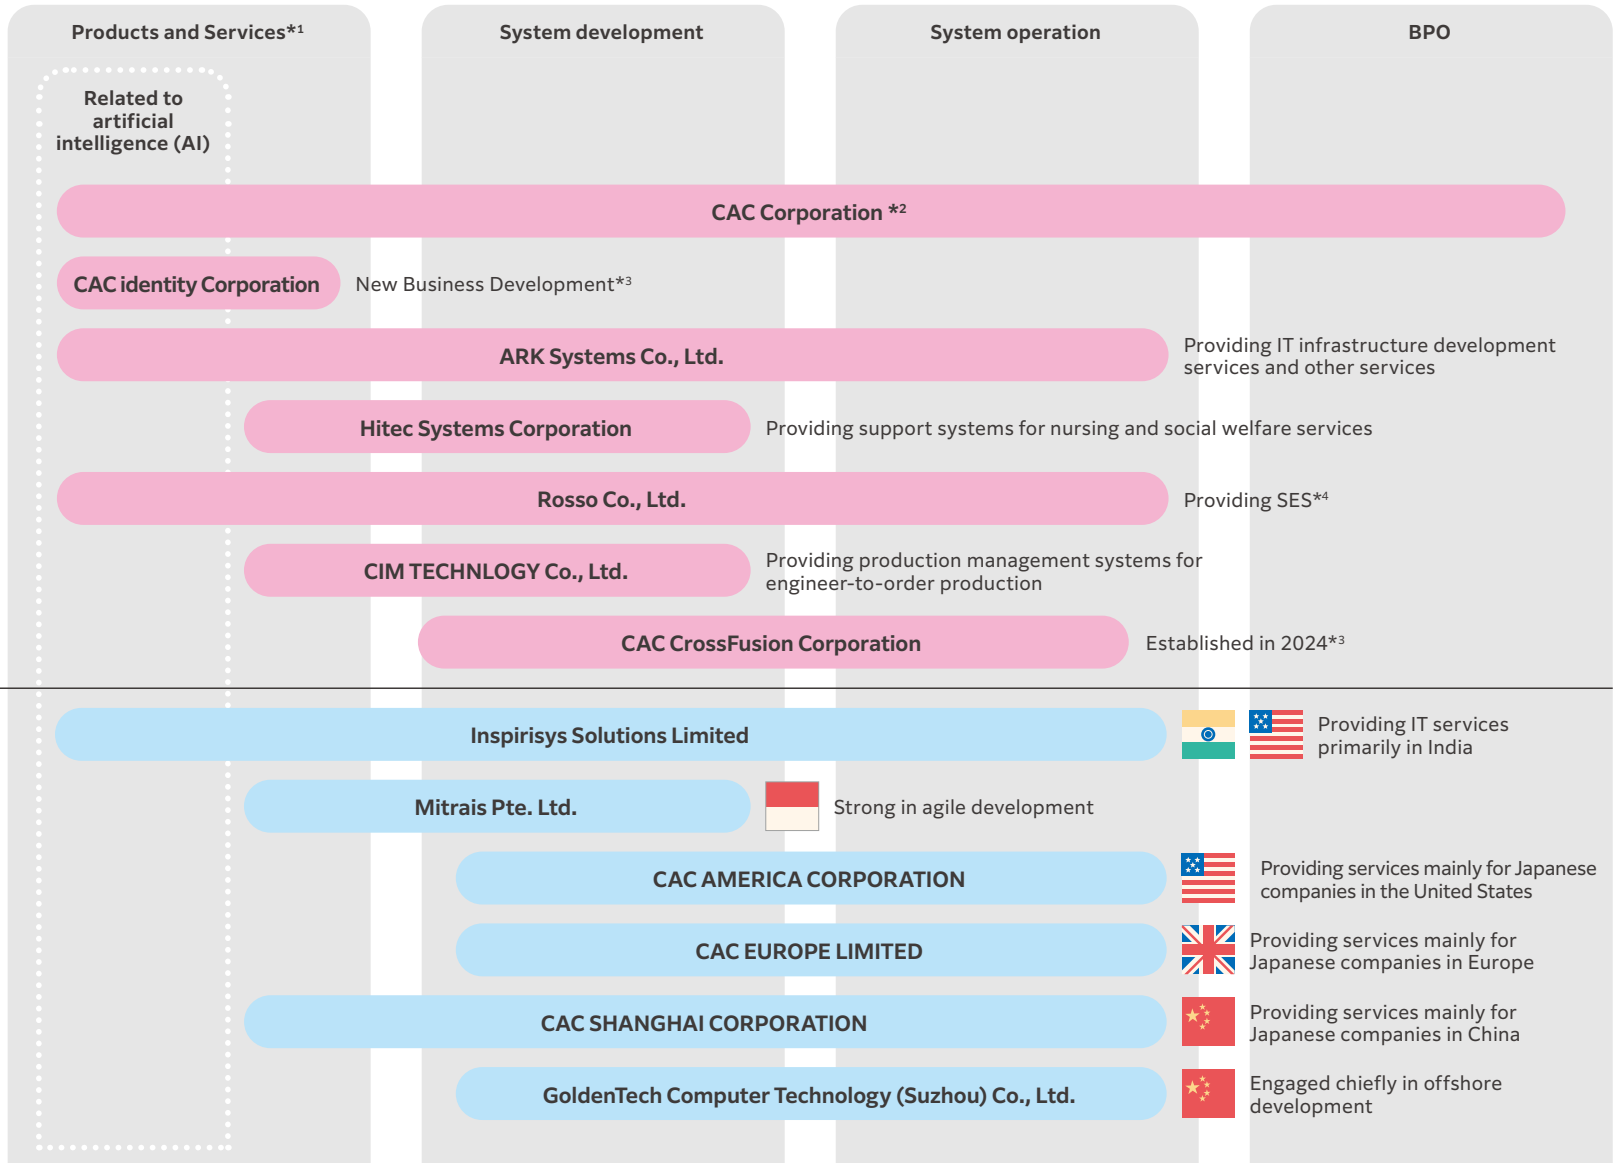 Products and Services*1
System development
System operation
BPO
Related to
artificial
intelligence (AI)
CAC Corporation *2
CAC identity Corporation
New Business Development*3
ARK Systems Co., Ltd.
Providing IT infrastructure development
services and other services
Hitec Systems Corporation
Providing support systems for nursing and social welfare services
Rosso Co., Ltd.
Providing SES*4
CIM TECHNLOGY Co., Ltd.
Providing production management systems for
engineer-to-order production
CAC CrossFusion Corporation
Established in 2024*3
Inspirisys Solutions Limited
Providing IT services
primarily in India
Mitrais Pte. Ltd.
Strong in agile development
CAC AMERICA CORPORATION
Providing services mainly for Japanese
companies in the United States
CAC EUROPE LIMITED
Providing services mainly for
Japanese companies in Europe
CAC SHANGHAI CORPORATION
Providing services mainly for
Japanese companies in China
GoldenTech Computer Technology (Suzhou) Co., Ltd.
Engaged chiefly in offshore
development